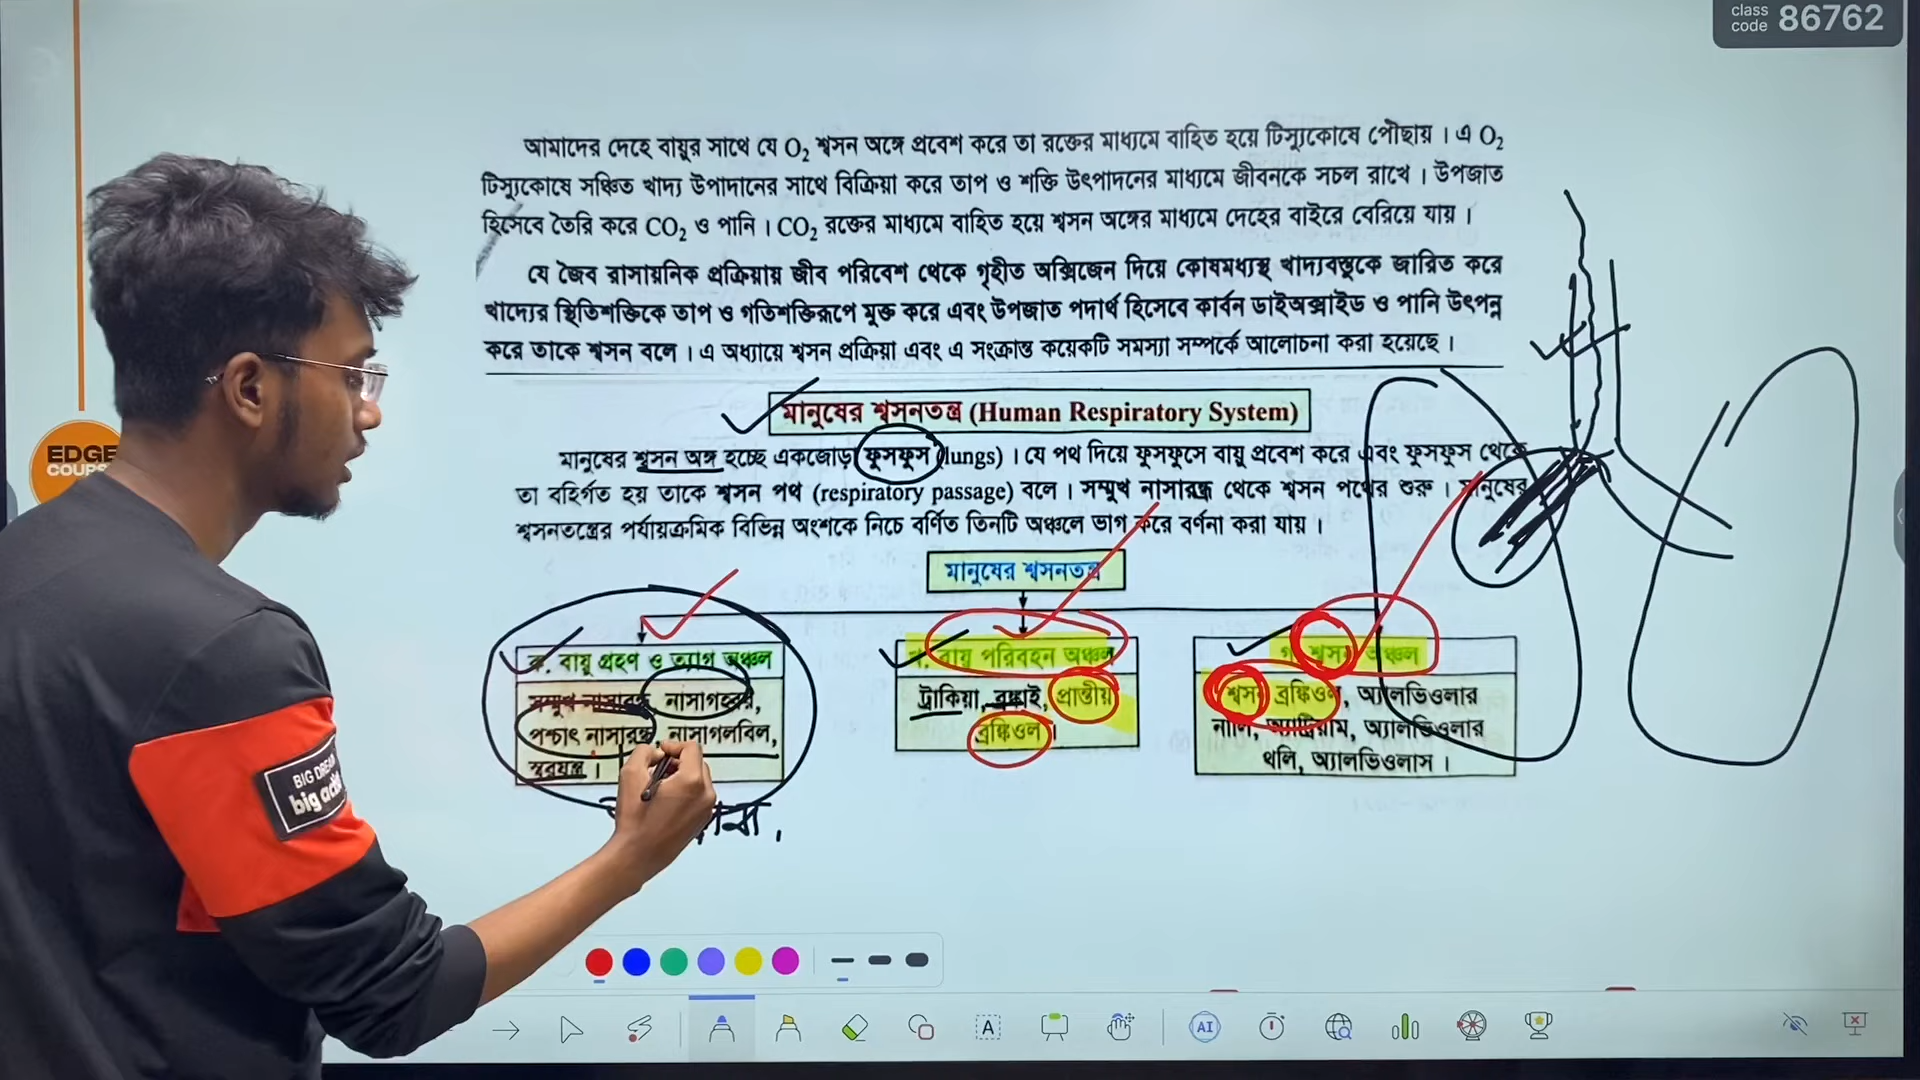 class
code 86762
আমাদের দেহে বায়ুর সাথে যে O₂ শ্বসন অঙ্গে প্রবেশ করে তা রক্তের মাধ্যমে বাহিত হয়ে টিস্যুকোষে পৌঁছায়। এ O₂
টিস্যুকোষে সঞ্চিত খাদ্য উপাদানের সাথে বিক্রিয়া করে তাপ ও শক্তি উৎপাদনের মাধ্যমে জীবনকে সচল রাখে। উপজাত
হিসেবে তৈরি করে CO₂ ও পানি। CO₂ রক্তের মাধ্যমে বাহিত হয়ে শ্বসন অঙ্গের মাধ্যমে দেহের বাইরে বেরিয়ে যায়।
যে জৈব রাসায়নিক প্রক্রিয়ায় জীব পরিবেশ থেকে গৃহীত অক্সিজেন দিয়ে কোষমধ্যস্থ খাদ্যবস্তুকে জারিত করে
খাদ্যের স্থিতিশক্তিকে তাপ ও গতিশক্তিরূপে মুক্ত করে এবং উপজাত পদার্থ হিসেবে কার্বন ডাইঅক্সাইড ও পানি উৎপন্ন
করে তাকে শ্বসন বলে। এ অধ্যায়ে শ্বসন প্রক্রিয়া এবং এ সংক্রান্ত কয়েকটি সমস্যা সম্পর্কে আলোচনা করা হয়েছে।
মানুষের শ্বসনতন্ত্র (Human Respiratory System)
মানুষের শ্বসন অঙ্গ হচ্ছে একজোড়া ফুসফুস (lungs)। যে পথ দিয়ে ফুসফুসে বায়ু প্রবেশ করে এবং ফুসফুস থেকে
তা বহির্গত হয় তাকে শ্বসন পথ (respiratory passage) বলে। সম্মুখ নাসারন্ধ্র থেকে শ্বসন পথের শুরু। মানুষের
শ্বসনতন্ত্রের পর্যায়ক্রমিক বিভিন্ন অংশকে নিচে বর্ণিত তিনটি অঞ্চলে ভাগ করে বর্ণনা করা যায়।
মানুষের শ্বসনতন্ত্র
ক. বায়ু গ্রহণ ও ত্যাগ অঞ্চল
সম্মুখ নাসারন্ধ্র, নাসাগহ্বর,
পশ্চাৎ নাসারন্ধ্র, নাসাগলবিল,
স্বরযন্ত্র।
খ. বায়ু পরিবহন অঞ্চল
ট্রাকিয়া, ব্রঙ্কাই, প্রান্তীয়
ব্রঙ্কিওল।
গ. শ্বসন অঞ্চল
শ্বসন ব্রঙ্কিওল, অ্যালভিওলার
নালি, অ্যাট্রিয়াম, অ্যালভিওলার
থলি, অ্যালভিওলাস।
EDGE
COURSE
BIG DREAM
big
A
AI